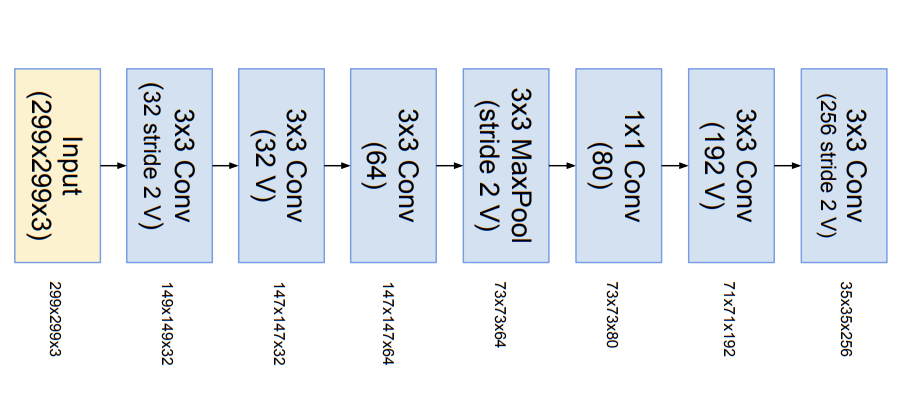 Input
(299x299x3)
299x299x3
3x3 Conv
(32 stride 2 V)
149x149x32
3x3 Conv
(32 V)
147x147x32
3x3 Conv
(64)
147x147x64
3x3 MaxPool
(stride 2 V)
73x73x64
1x1 Conv
(80)
73x73x80
3x3 Conv
(192 V)
71x71x192
3x3 Conv
(256 stride 2 V)
35x35x256